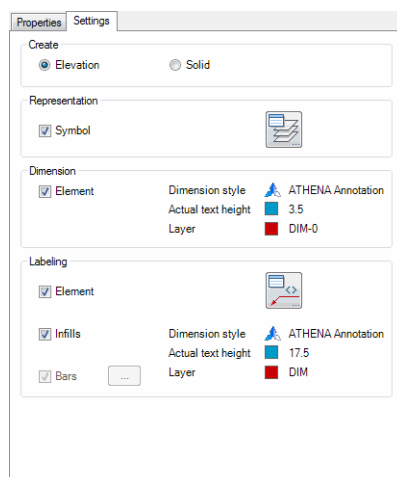 Properties Settings
Create
Elevation Solid
Representation
Symbol
Dimension
Element Dimension style ATHENA Annotation
Actual text height 3.5
Layer DIM-0
Labeling
Element
Infills Dimension style ATHENA Annotation
Actual text height 17.5
Bars ... Layer DIM